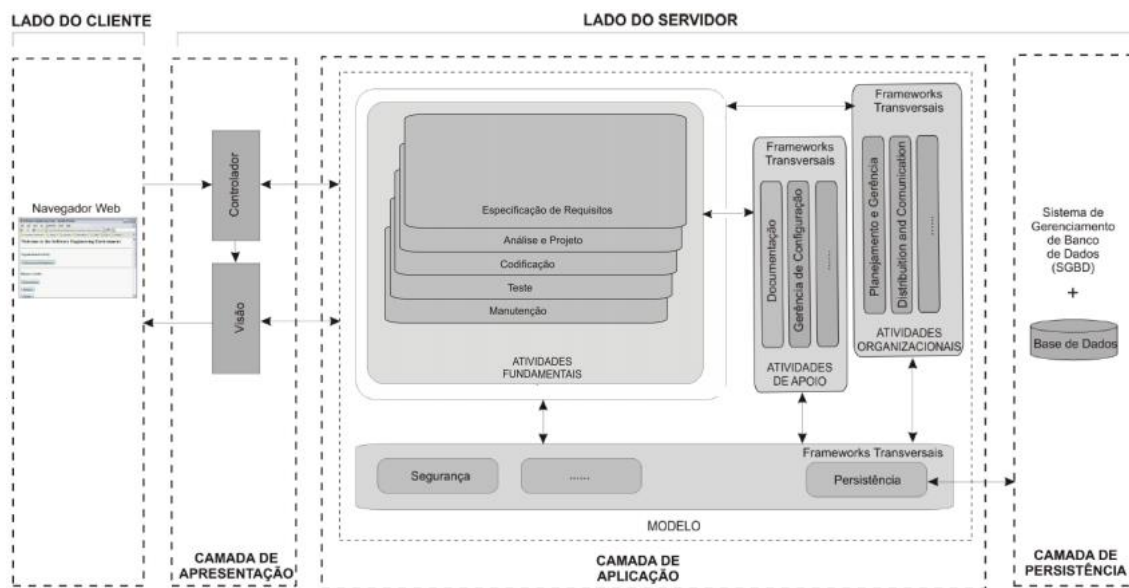 LADO DO CLIENTE
LADO DO SERVIDOR
Navegador Web
Controlador
Visão
CAMADA DE
APRESENTAÇÃO
Especificação de Requisitos
Análise e Projeto
Codificação
Teste
Manutenção
ATIVIDADES
FUNDAMENTAIS
Frameworks
Transversais
Documentação
Gerência de Configuração
......
ATIVIDADES
DE APOIO
Frameworks
Transversais
Planejamento e Gerência
Distribuition and Comunication
......
ATIVIDADES
ORGANIZACIONAIS
Frameworks Transversais
Segurança
......
Persistência
MODELO
CAMADA DE
APLICAÇÃO
Sistema de
Gerenciamento
de Banco
de Dados
(SGBD)
+
Base de Dados
CAMADA DE
PERSISTÊNCIA